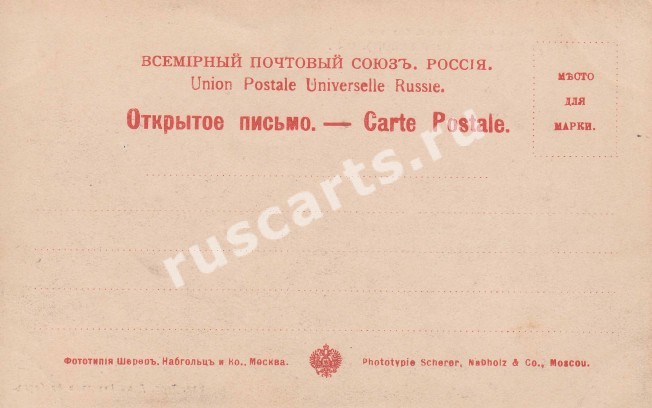 ВСЕМІРНЫЙ ПОЧТОВЫЙ СОЮЗЪ. РОССІЯ.
Union Postale Universelle Russie.
Открытое письмо. — Carte Postale.
МѢСТО
ДЛЯ
МАРКИ.
ruscarts.ru
Фототипія Шереръ, Набгольцъ и Ко., Москва.
Phototypie Scherer, Nabholz & Co., Moscou.